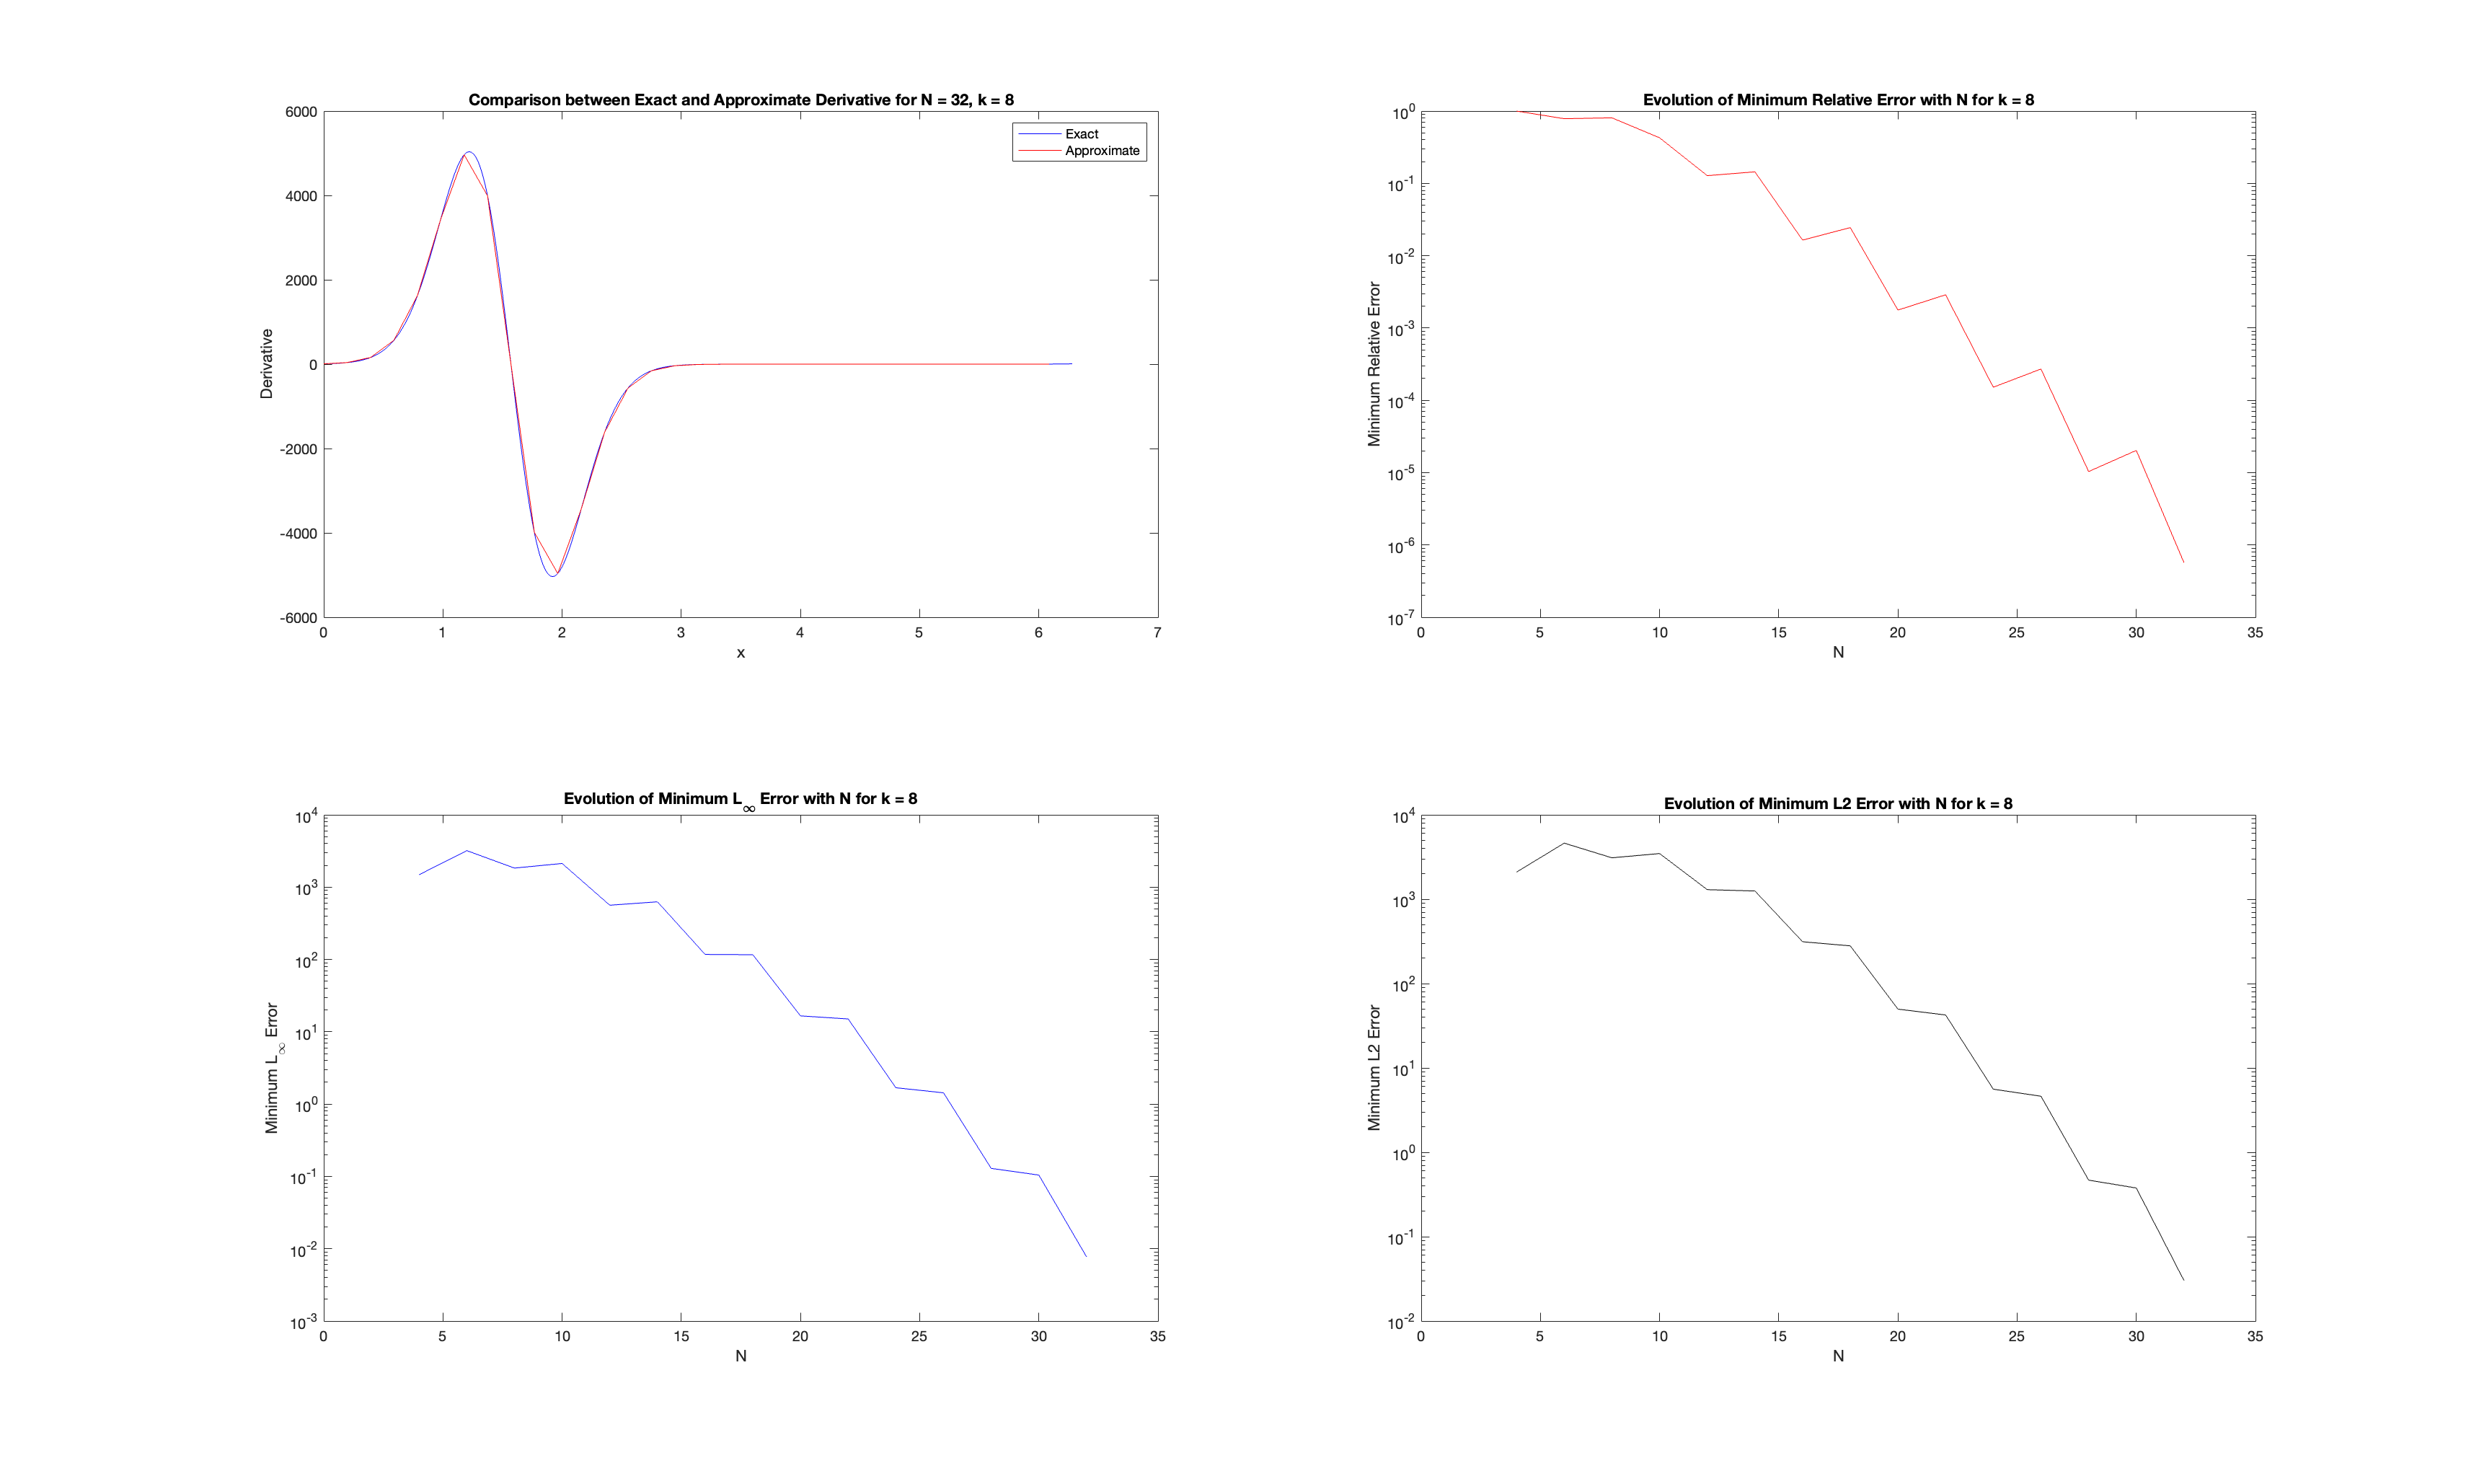 Comparison between Exact and Approximate Derivative for N = 32, k = 8
6000
4000
2000
0
-2000
-4000
-6000
Derivative
Exact
Approximate
0 1 2 3 4 5 6 7
x
Evolution of Minimum Relative Error with N for k = 8
10^0
10^-1
10^-2
10^-3
10^-4
10^-5
10^-6
10^-7
Minimum Relative Error
0 5 10 15 20 25 30 35
N
Evolution of Minimum L_∞ Error with N for k = 8
10^4
10^3
10^2
10^1
10^0
10^-1
10^-2
10^-3
Minimum L_∞ Error
0 5 10 15 20 25 30 35
N
Evolution of Minimum L2 Error with N for k = 8
10^4
10^3
10^2
10^1
10^0
10^-1
10^-2
Minimum L2 Error
0 5 10 15 20 25 30 35
N